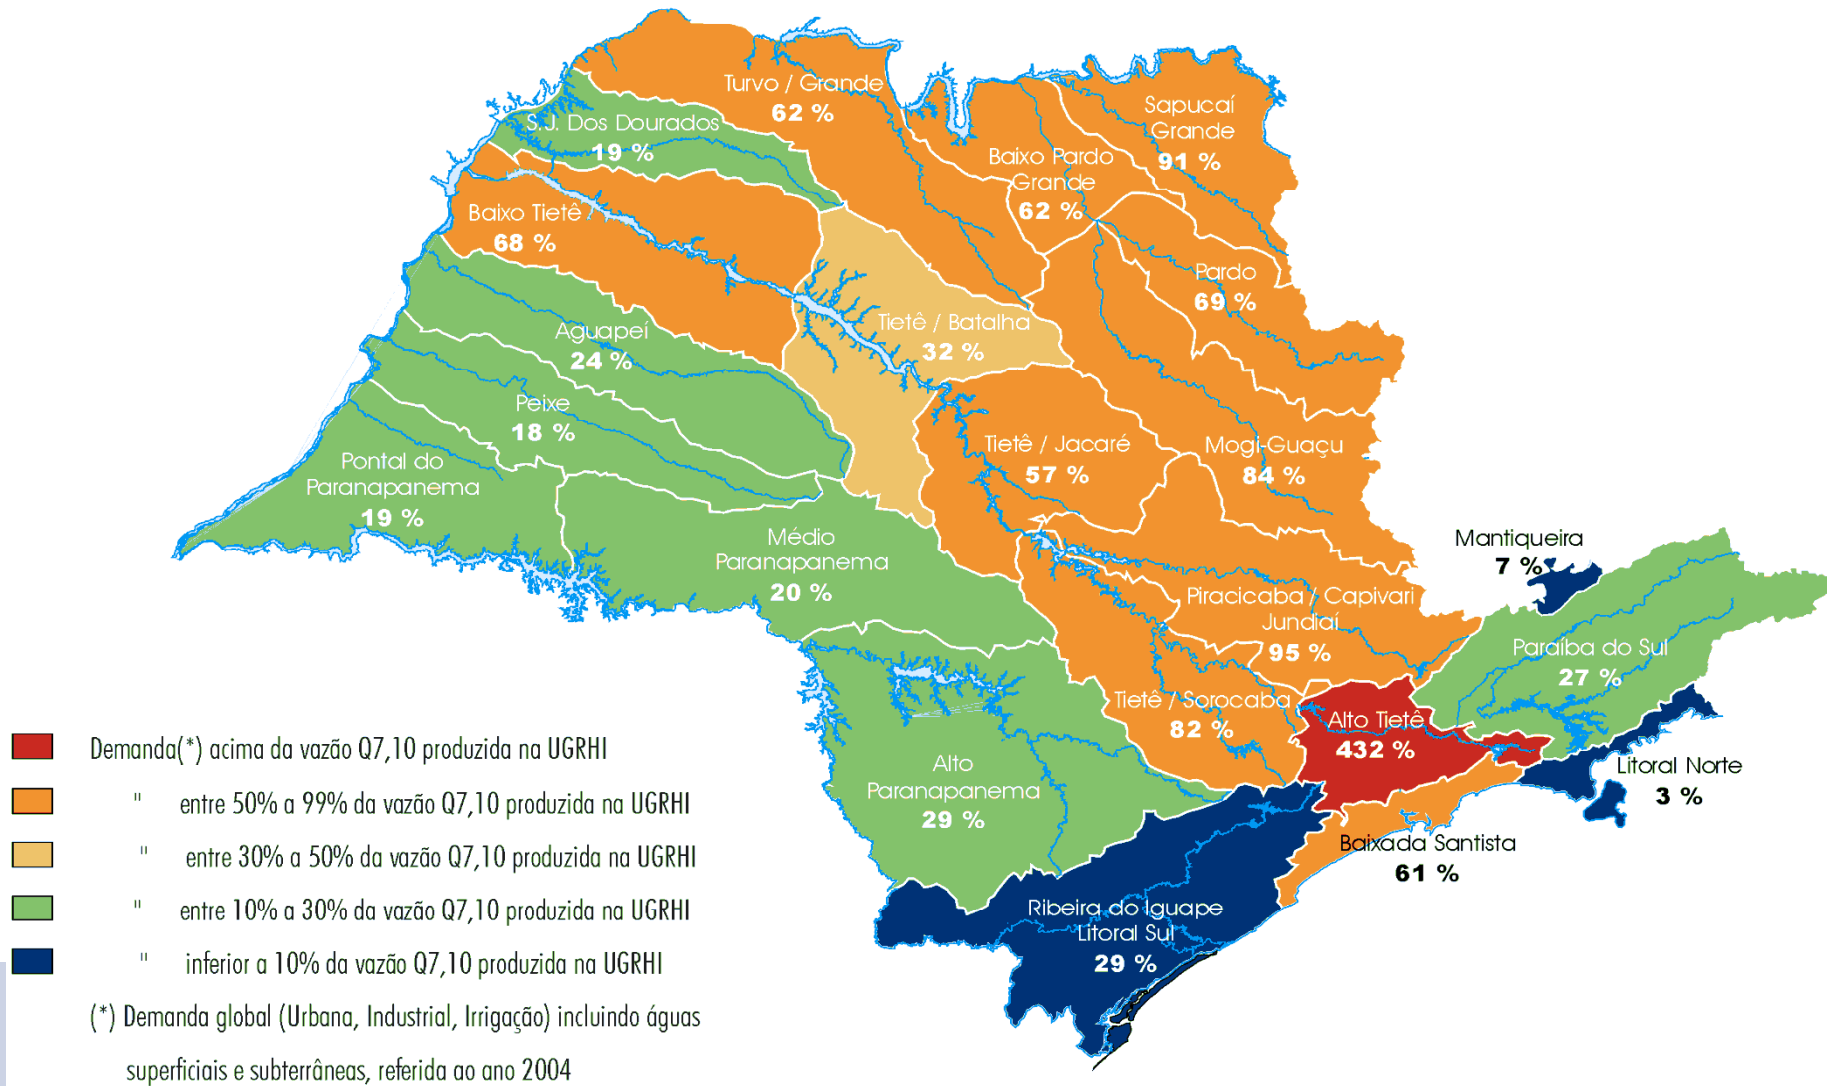 Turvo / Grande
62 %
Sapucaí
Grande
91 %
S.J. Dos Dourados
19 %
Baixo Pardo
Grande
62 %
Baixo Tietê /
68 %
Pardo
69 %
Aguapeí
24 %
Tietê / Batalha
32 %
Peixe
18 %
Tietê / Jacaré
57 %
Mogi-Guaçu
84 %
Pontal do
Paranapanema
19 %
Médio
Paranapanema
20 %
Mantiqueira
7 %
Piracicaba / Capivari
Jundiaí
95 %
Paraíba do Sul
27 %
Tietê / Sorocaba
82 %
Alto Tietê
432 %
Alto
Paranapanema
29 %
Litoral Norte
3 %
Baixada Santista
61 %
Ribeira do Iguape
Litoral Sul
29 %
Demanda(*) acima da vazão Q7,10 produzida na UGRHI
" entre 50% a 99% da vazão Q7,10 produzida na UGRHI
" entre 30% a 50% da vazão Q7,10 produzida na UGRHI
" entre 10% a 30% da vazão Q7,10 produzida na UGRHI
" inferior a 10% da vazão Q7,10 produzida na UGRHI
(*) Demanda global (Urbana, Industrial, Irrigação) incluindo águas
superficiais e subterrâneas, referida ao ano 2004